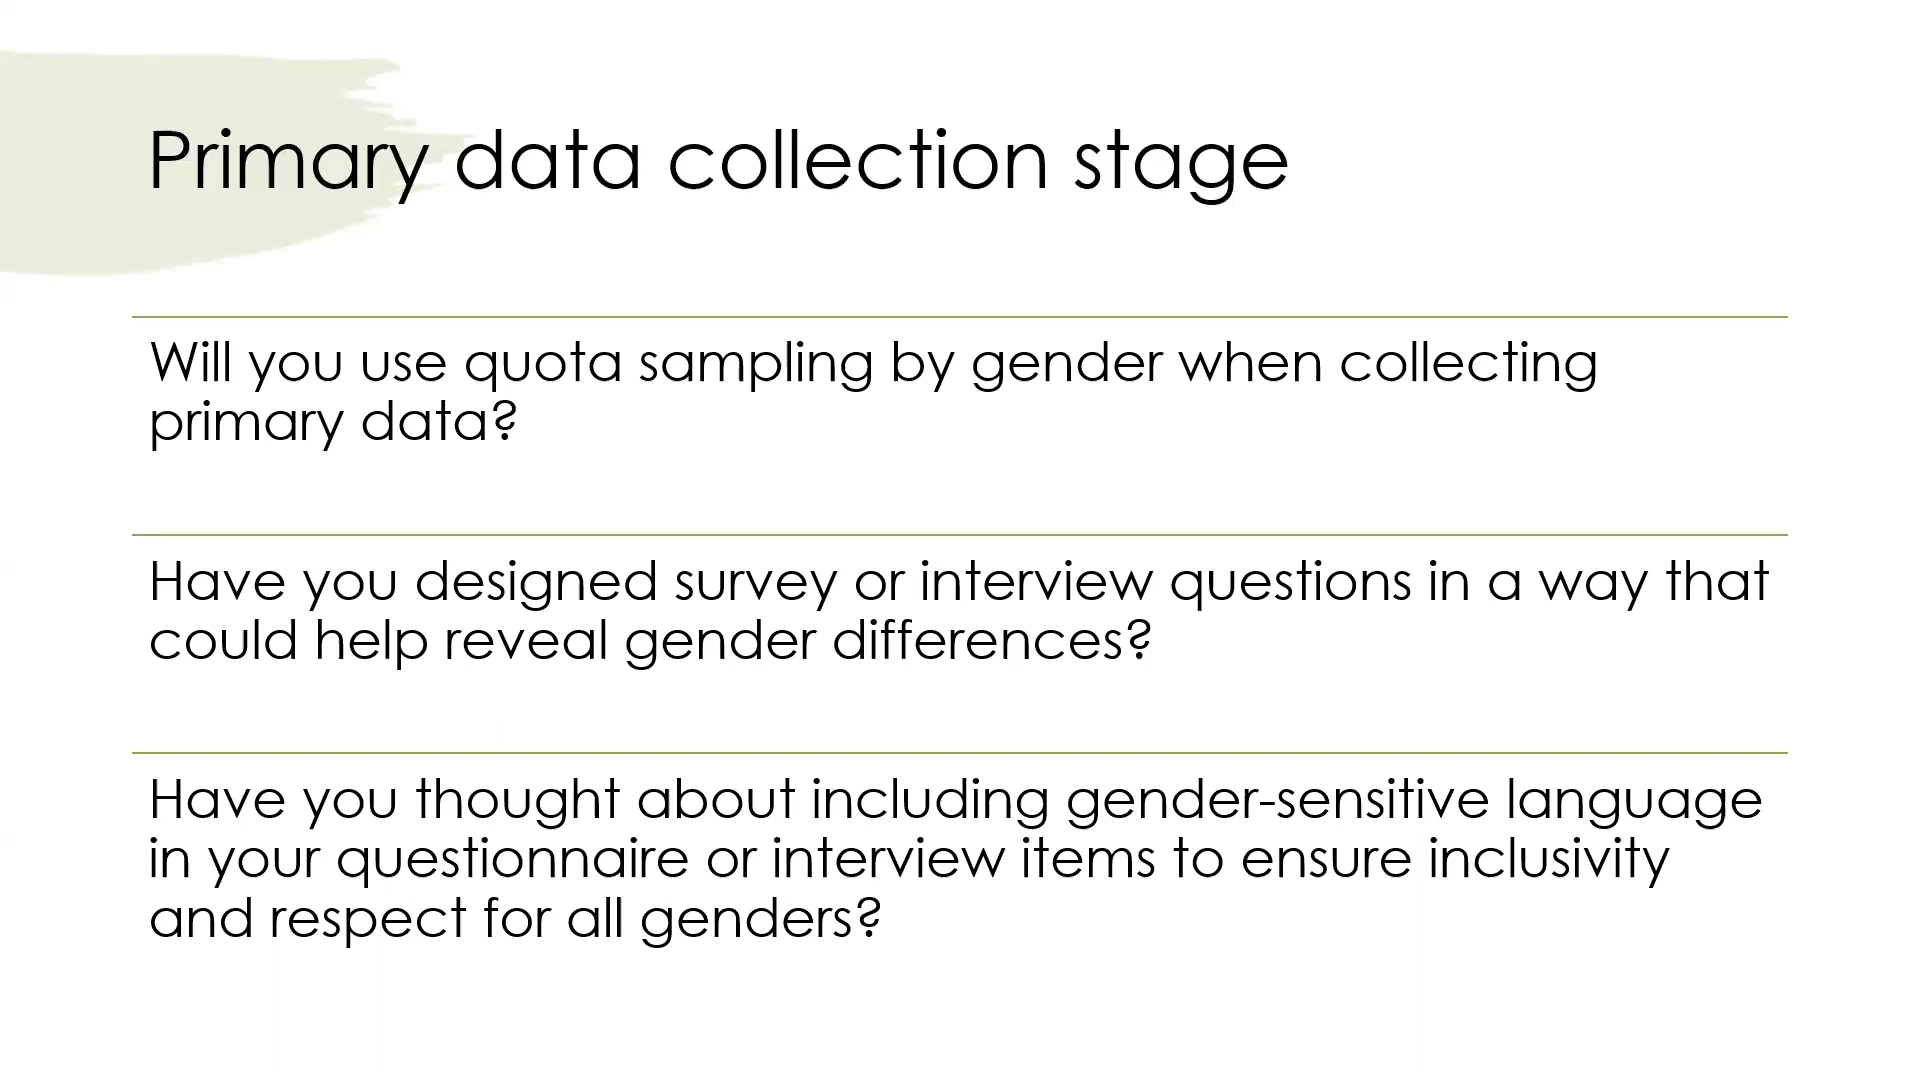 Primary data collection stage
Will you use quota sampling by gender when collecting
primary data?
Have you designed survey or interview questions in a way that
could help reveal gender differences?
Have you thought about including gender-sensitive language
in your questionnaire or interview items to ensure inclusivity
and respect for all genders?